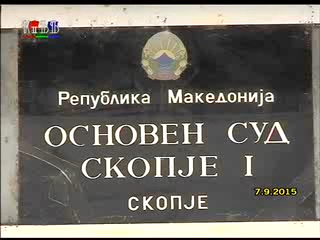 Република Македонија
ОСНОВЕН СУД
СКОПЈЕ I
СКОПЈЕ
7.9.2015